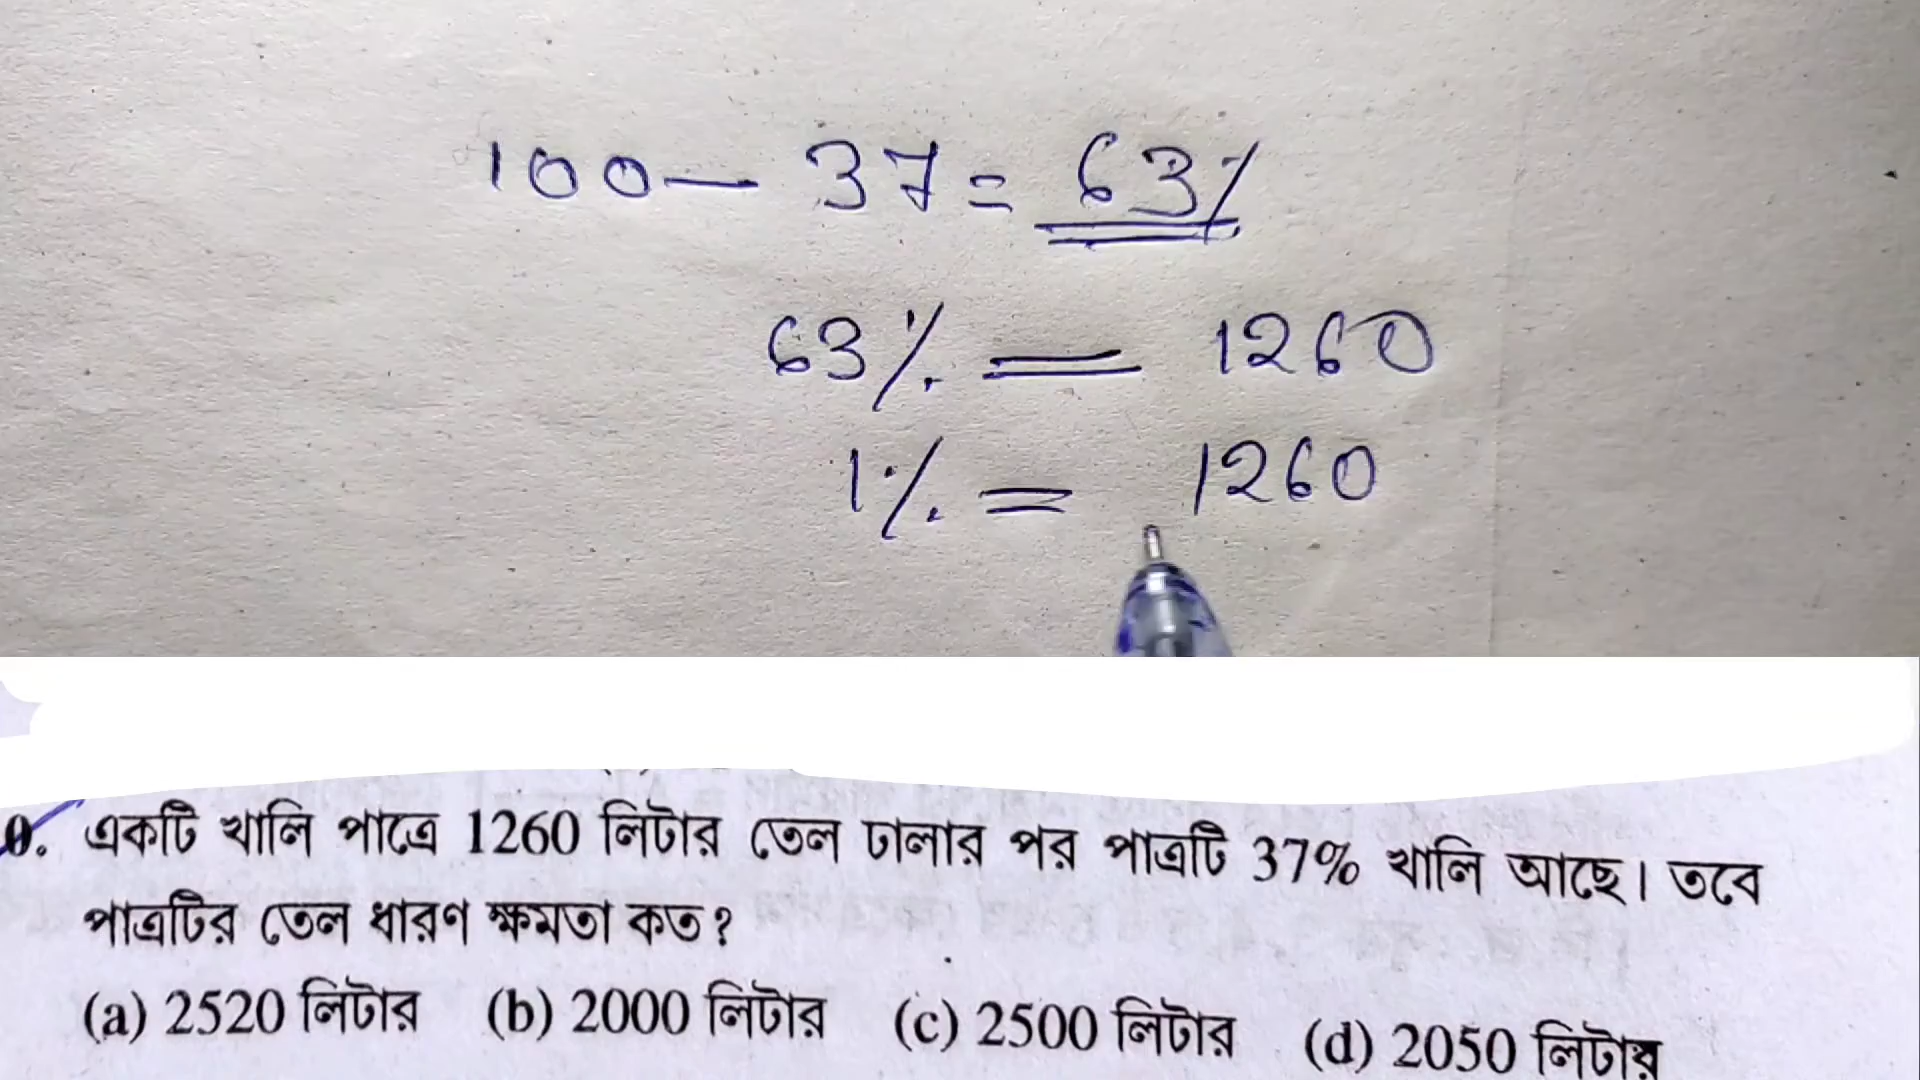 100 — 37 = 63%
63% = 1260
1% = 1260
0. একটি খালি পাত্রে 1260 লিটার তেল ঢালার পর পাত্রটি 37% খালি আছে। তবে
পাত্রটির তেল ধারণ ক্ষমতা কত?
(a) 2520 লিটার (b) 2000 লিটার (c) 2500 লিটার (d) 2050 লিটার